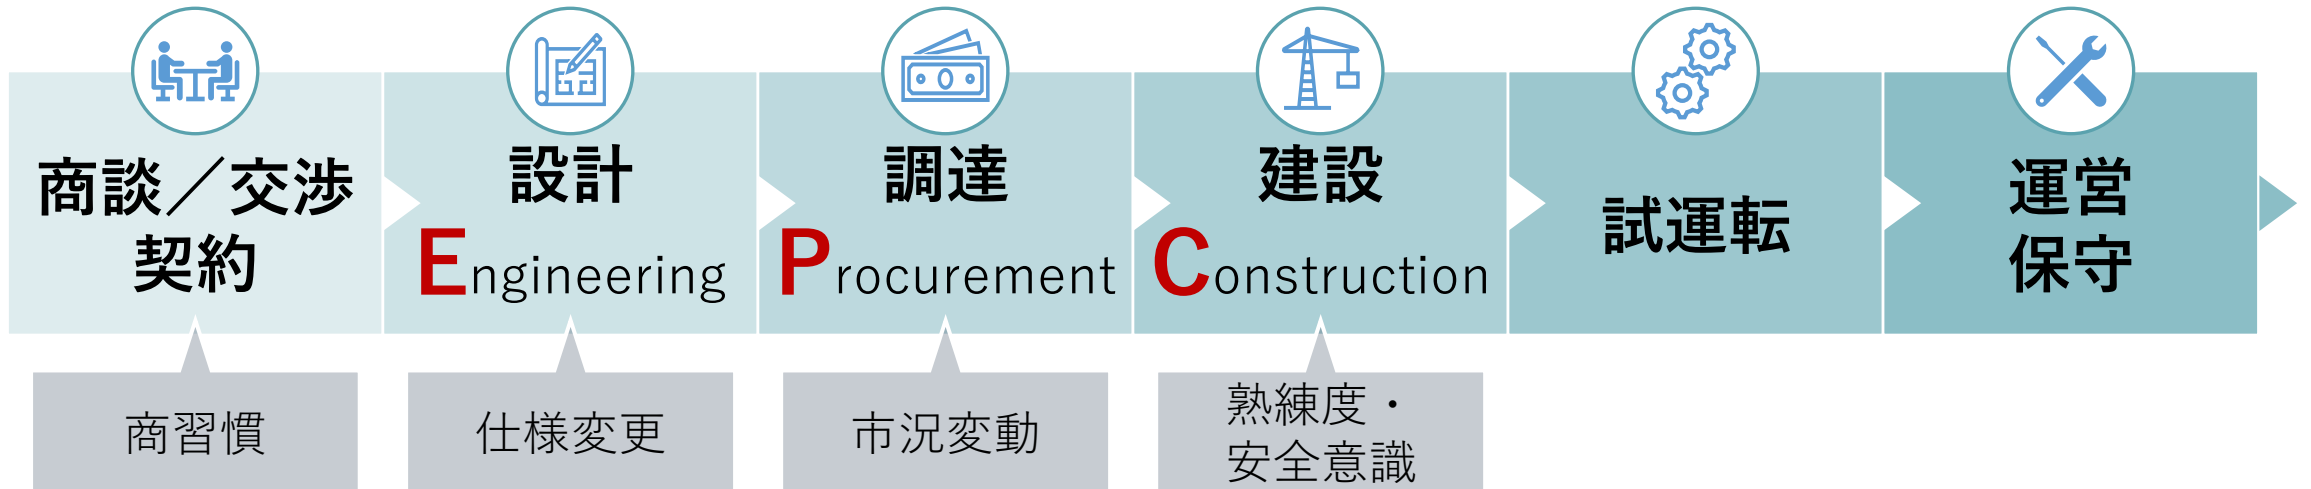 商談／交渉
契約
設計
Engineering
調達
Procurement
建設
Construction
試運転
運営
保守
商習慣
仕様変更
市況変動
熟練度・
安全意識